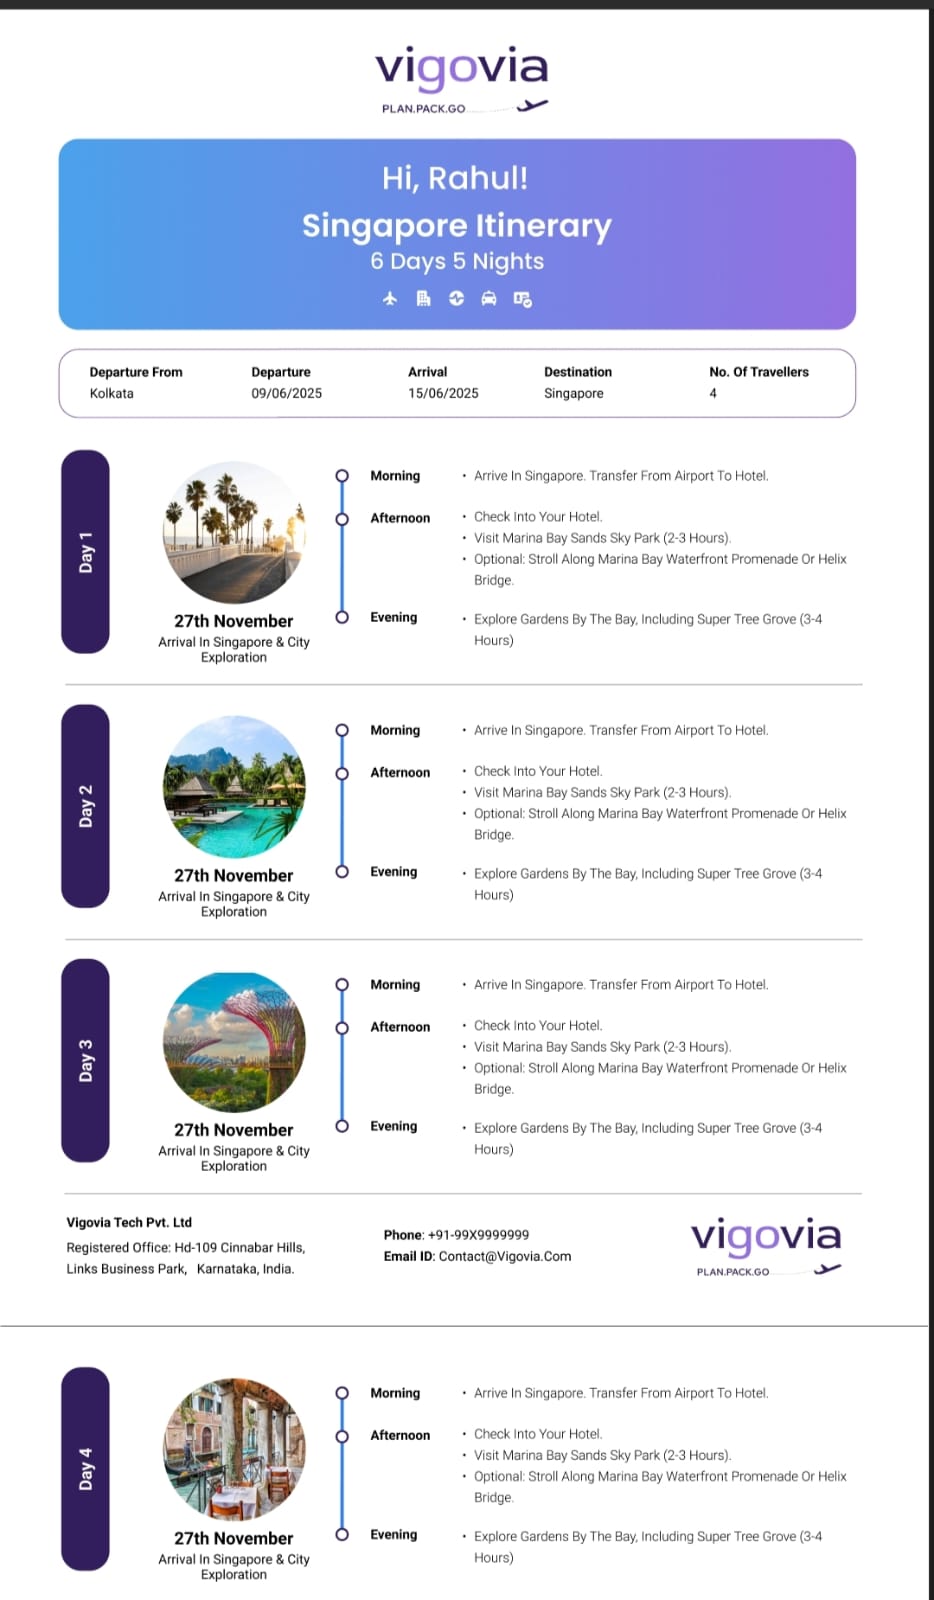 vigovia
PLAN.PACK.GO
Hi, Rahul!
Singapore Itinerary
6 Days 5 Nights
Departure From
Kolkata
Departure
09/06/2025
Arrival
15/06/2025
Destination
Singapore
No. Of Travellers
4
Day 1
27th November
Arrival In Singapore & City
Exploration
Morning
• Arrive In Singapore. Transfer From Airport To Hotel.
Afternoon
• Check Into Your Hotel.
• Visit Marina Bay Sands Sky Park (2-3 Hours).
• Optional: Stroll Along Marina Bay Waterfront Promenade Or Helix
Bridge.
Evening
• Explore Gardens By The Bay, Including Super Tree Grove (3-4
Hours)
Day 2
27th November
Arrival In Singapore & City
Exploration
Morning
• Arrive In Singapore. Transfer From Airport To Hotel.
Afternoon
• Check Into Your Hotel.
• Visit Marina Bay Sands Sky Park (2-3 Hours).
• Optional: Stroll Along Marina Bay Waterfront Promenade Or Helix
Bridge.
Evening
• Explore Gardens By The Bay, Including Super Tree Grove (3-4
Hours)
Day 3
27th November
Arrival In Singapore & City
Exploration
Morning
• Arrive In Singapore. Transfer From Airport To Hotel.
Afternoon
• Check Into Your Hotel.
• Visit Marina Bay Sands Sky Park (2-3 Hours).
• Optional: Stroll Along Marina Bay Waterfront Promenade Or Helix
Bridge.
Evening
• Explore Gardens By The Bay, Including Super Tree Grove (3-4
Hours)
Vigovia Tech Pvt. Ltd
Registered Office: Hd-109 Cinnabar Hills,
Links Business Park, Karnataka, India.
Phone: +91-99X9999999
Email ID: Contact@Vigovia.Com
vigovia
PLAN.PACK.GO
Day 4
27th November
Arrival In Singapore & City
Exploration
Morning
• Arrive In Singapore. Transfer From Airport To Hotel.
Afternoon
• Check Into Your Hotel.
• Visit Marina Bay Sands Sky Park (2-3 Hours).
• Optional: Stroll Along Marina Bay Waterfront Promenade Or Helix
Bridge.
Evening
• Explore Gardens By The Bay, Including Super Tree Grove (3-4
Hours)